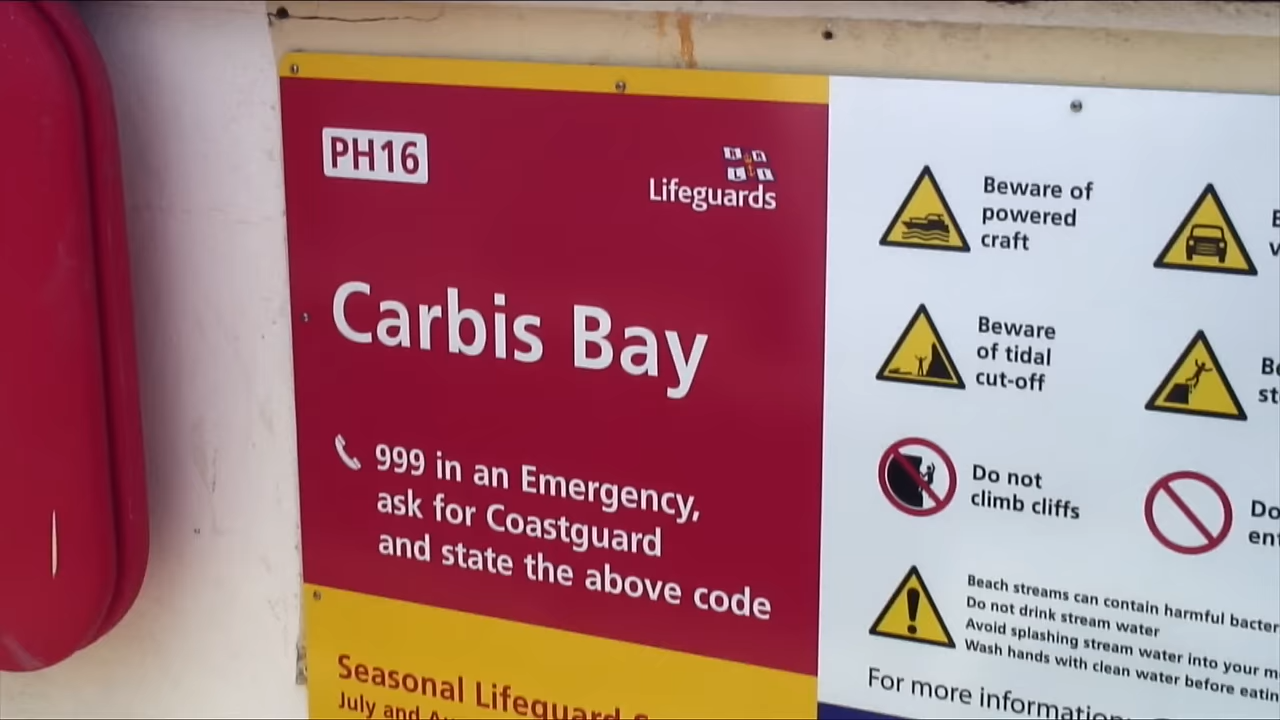 PH16
RNLI
Lifeguards
Carbis Bay
999 in an Emergency,
ask for Coastguard
and state the above code
Seasonal Lifeguard
July and
Beware of
powered
craft
Beware
of tidal
cut-off
Do not
climb cliffs
Beach streams can contain harmful
Do not drink stream water
Avoid splashing stream water into your
Wash hands with clean water before
For more